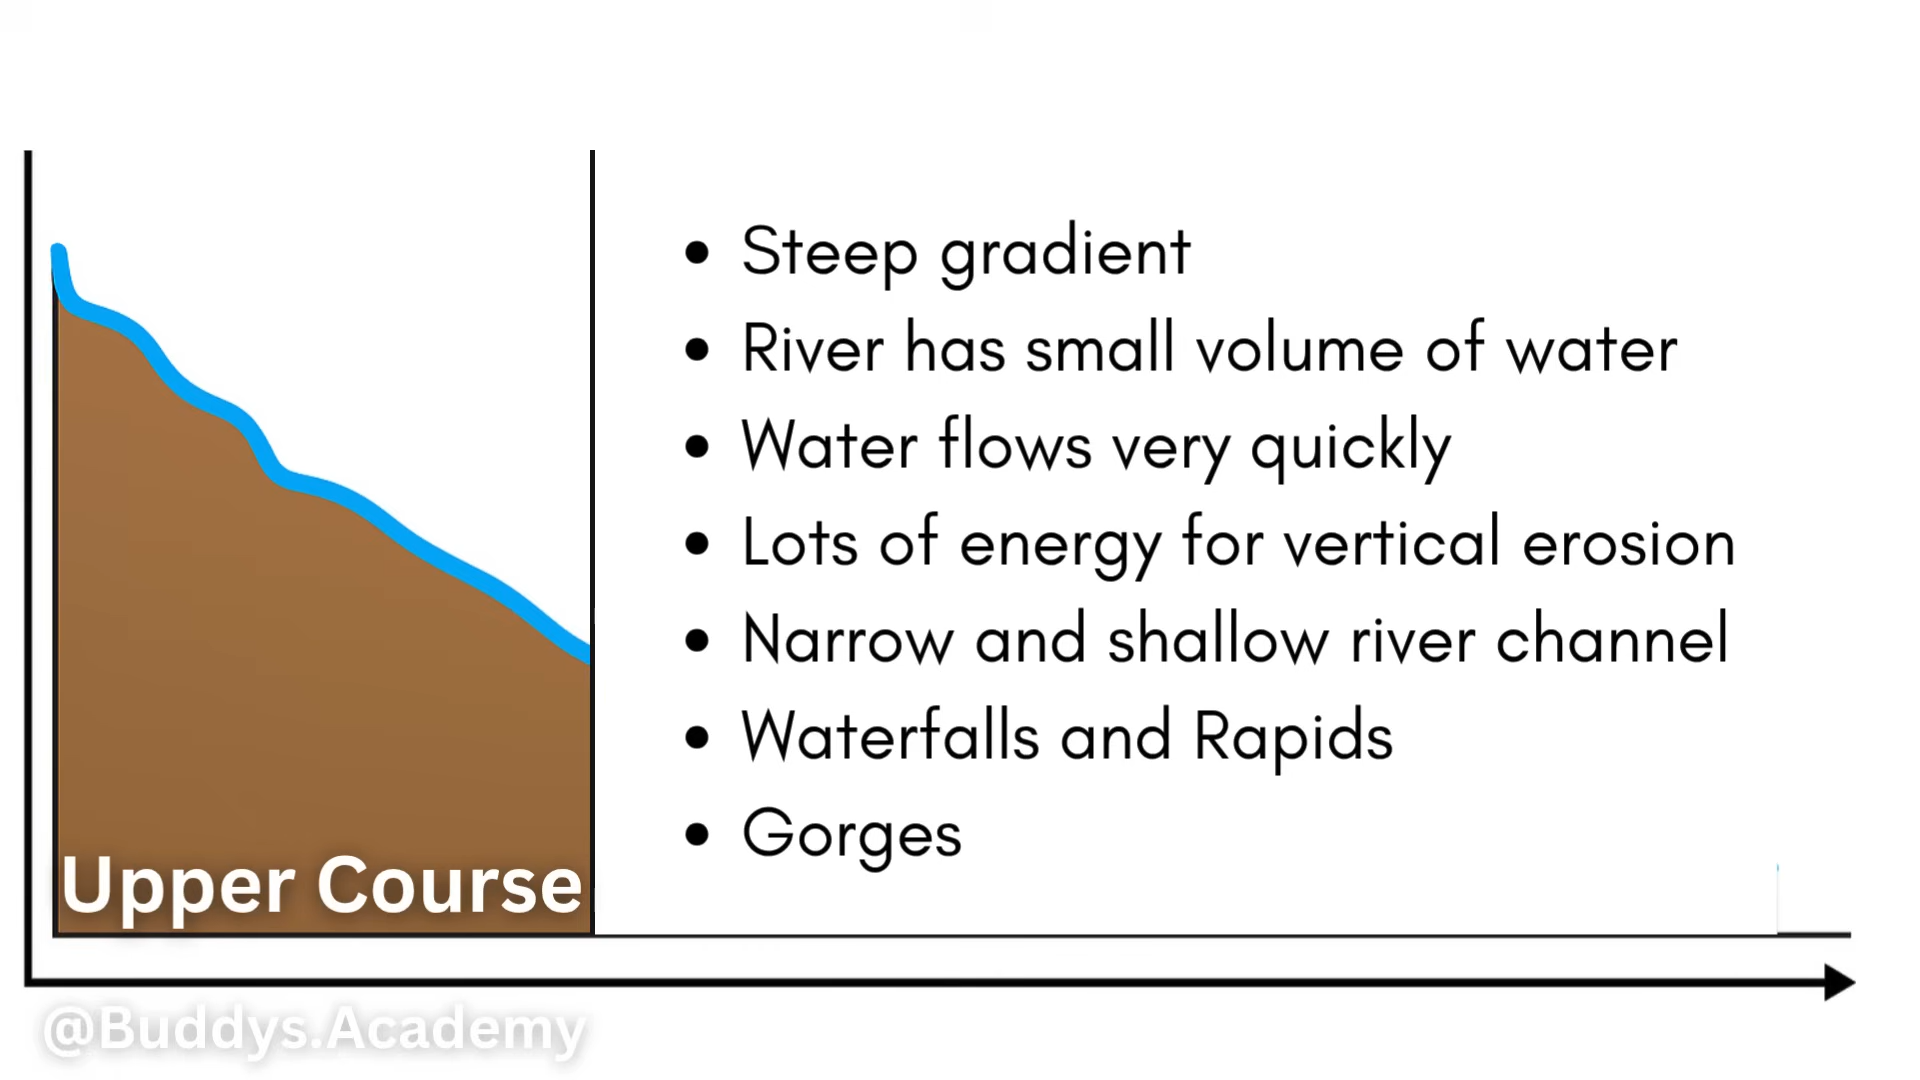 Steep gradient
River has small volume of water
Water flows very quickly
Lots of energy for vertical erosion
Narrow and shallow river channel
Waterfalls and Rapids
Gorges
Upper Course
@Buddys.Academy